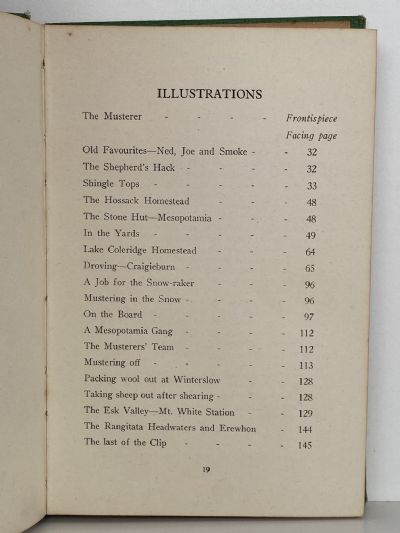 ILLUSTRATIONS
The Musterer - - - - Frontispiece
Facing page
Old Favourites—Ned, Joe and Smoke - - 32
The Shepherd's Hack - - - - 32
Shingle Tops - - - - - 33
The Hossack Homestead - - - 48
The Stone Hut—Mesopotamia - - - 48
In the Yards - - - - - 49
Lake Coleridge Homestead - - - 64
Droving—Craigieburn - - - - 65
A Job for the Snow-raker - - - 96
Mustering in the Snow - - - - 96
On the Board - - - - - 97
A Mesopotamia Gang - - - - 112
The Musterers' Team - - - - 112
Mustering off - - - - - 113
Packing wool out at Winterslow - - 128
Taking sheep out after shearing - - - 128
The Esk Valley—Mt. White Station - - 129
The Rangitata Headwaters and Erewhon - 144
The last of the Clip - - - - 145
19